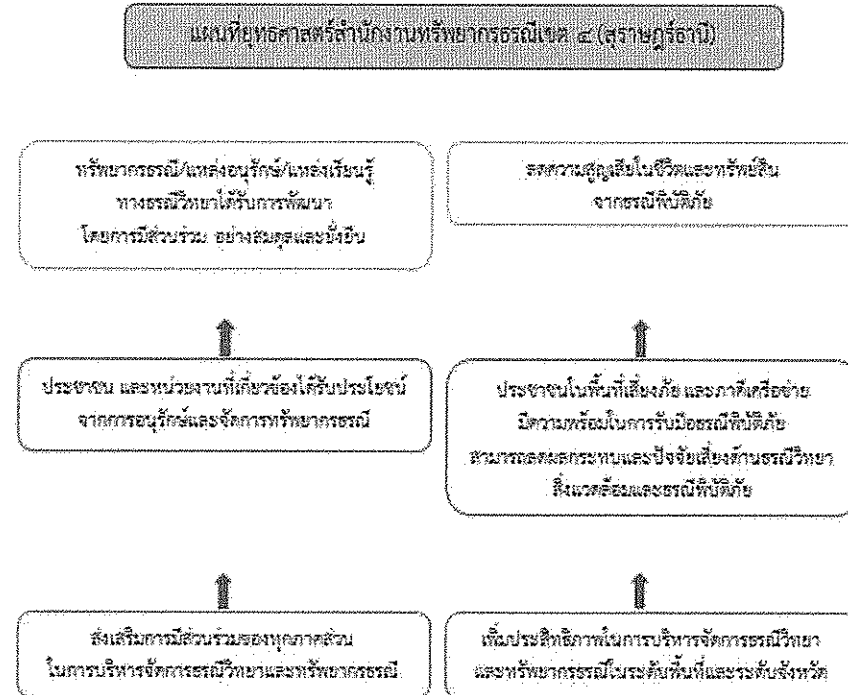 แผนที่ยุทธศาสตร์สำนักงานทรัพยากรธรณีเขต ๔ (สุราษฎร์ธานี)
ทรัพยากรธรณี/แหล่งอนุรักษ์/แหล่งเรียนรู้
ทางธรณีวิทยาได้รับการพัฒนา
โดยการมีส่วนร่วม อย่างสมดุลและยั่งยืน
ลดความสูญเสียในชีวิตและทรัพย์สิน
จากธรณีพิบัติภัย
ประชาชน และหน่วยงานที่เกี่ยวข้องได้รับประโยชน์
จากการอนุรักษ์และจัดการทรัพยากรธรณี
ประชาชนในพื้นที่เสี่ยงภัย และภาคีเครือข่าย
มีความพร้อมในการรับมือธรณีพิบัติภัย
สามารถลดผลกระทบและปัจจัยเสี่ยงด้านธรณีวิทยา
สิ่งแวดล้อมและธรณีพิบัติภัย
ส่งเสริมการมีส่วนร่วมของทุกภาคส่วน
ในการบริหารจัดการธรณีวิทยาและทรัพยากรธรณี
เพิ่มประสิทธิภาพในการบริหารจัดการธรณีวิทยา
และทรัพยากรธรณีในระดับพื้นที่และระดับจังหวัด